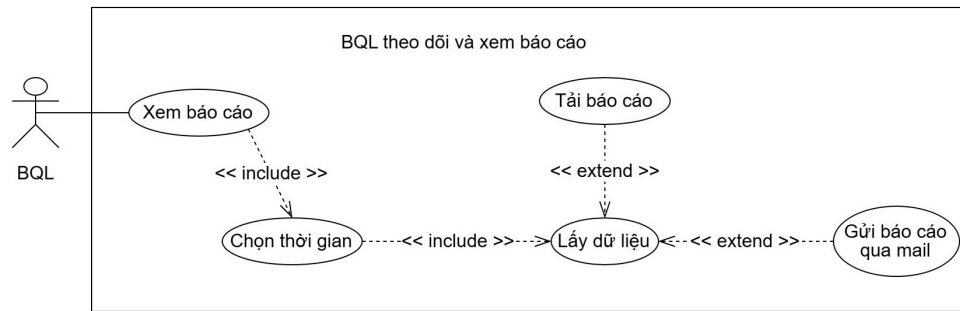 BQL theo dõi và xem báo cáo
Xem báo cáo
Tải báo cáo
BQL
<< include >>
<< extend >>
Chọn thời gian
<< include >>
Lấy dữ liệu
<< extend >>
Gửi báo cáo
qua mail